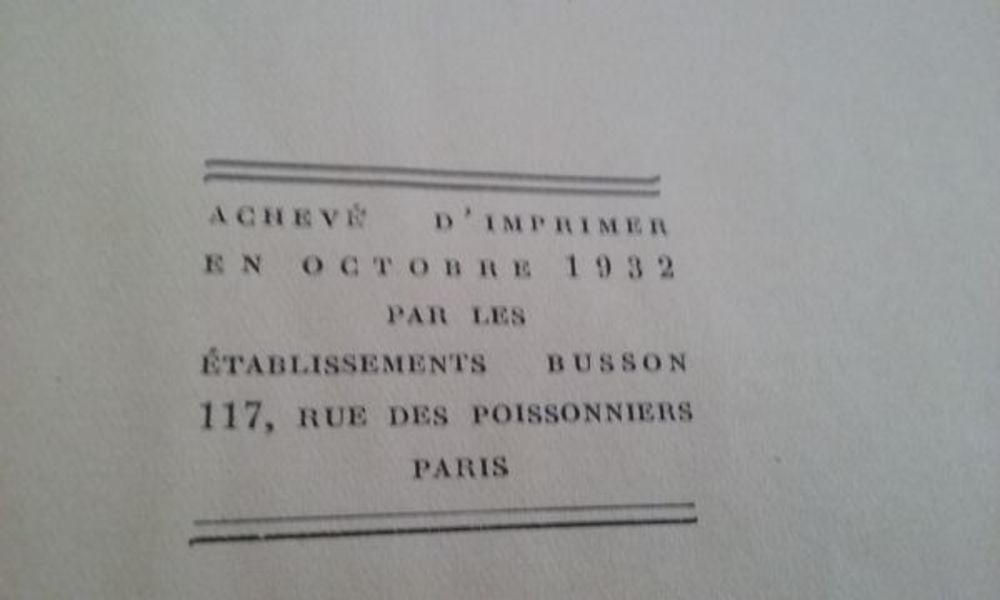 ACHEVÉ D'IMPRIMER
EN OCTOBRE 1932
PAR LES
ÉTABLISSEMENTS BUSSON
117, RUE DES POISSONNIERS
PARIS